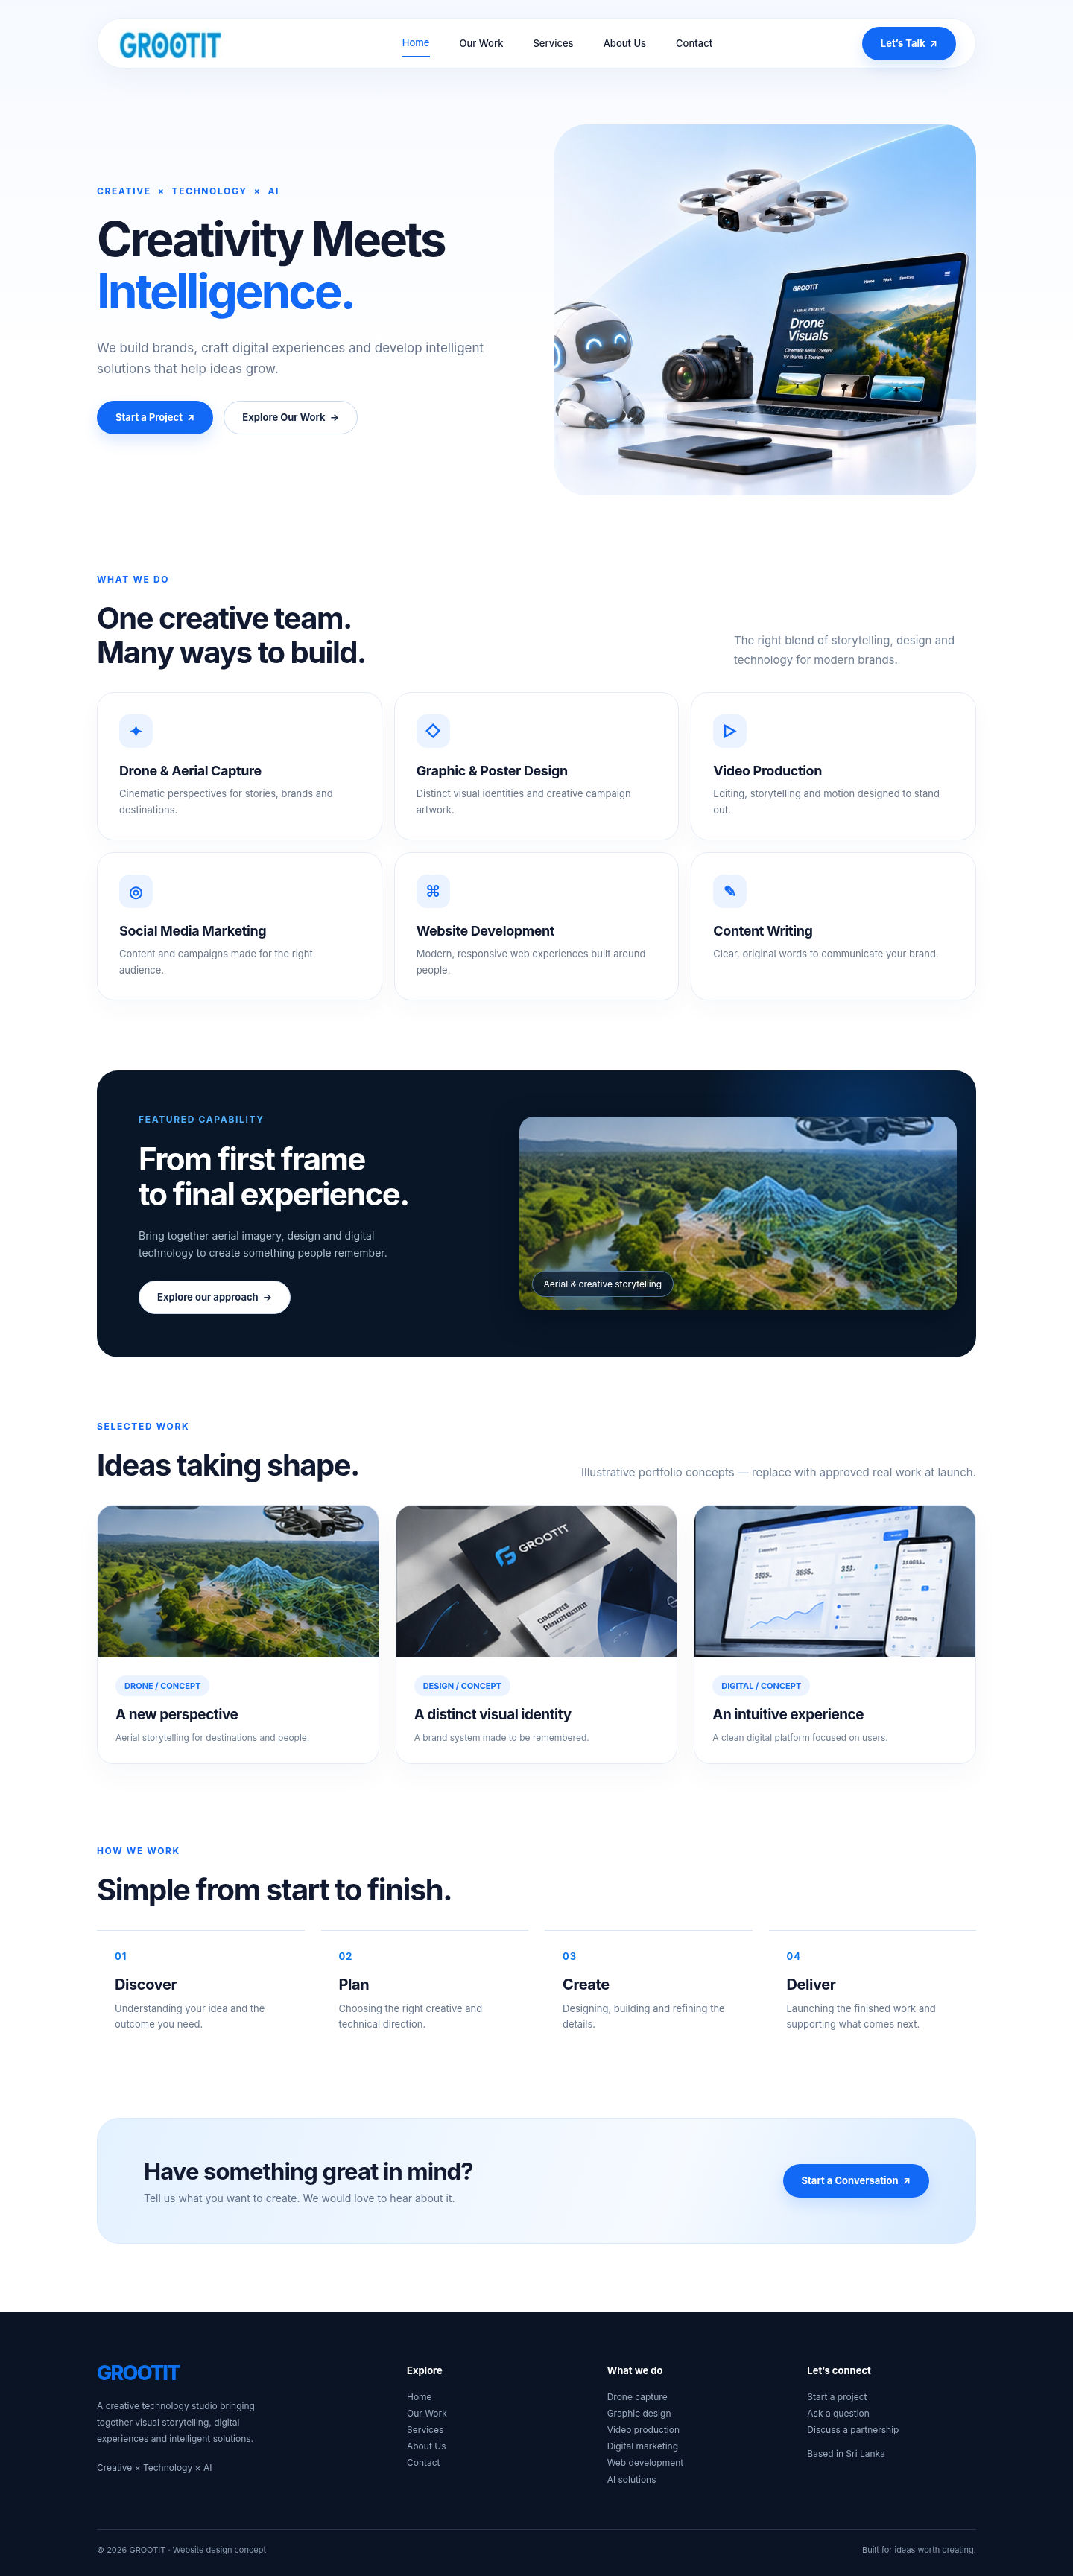 GROOTIT
Home
Our Work
Services
About Us
Contact
Let's Talk ↗
CREATIVE × TECHNOLOGY × AI
Creativity Meets
Intelligence.
We build brands, craft digital experiences and develop intelligent
solutions that help ideas grow.
Start a Project ↗
Explore Our Work →
GROOTIT
Home
Work
Services
Drone
Visuals
Cinematic Aerial Content
for Brands & Tourism
WHAT WE DO
One creative team.
Many ways to build.
The right blend of storytelling, design and
technology for modern brands.
Drone & Aerial Capture
Cinematic perspectives for stories, brands and
destinations.
Graphic & Poster Design
Distinct visual identities and creative campaign
artwork.
Video Production
Editing, storytelling and motion designed to stand
out.
Social Media Marketing
Content and campaigns made for the right
audience.
Website Development
Modern, responsive web experiences built around
people.
Content Writing
Clear, original words to communicate your brand.
FEATURED CAPABILITY
From first frame
to final experience.
Bring together aerial imagery, design and digital
technology to create something people remember.
Explore our approach →
Aerial & creative storytelling
SELECTED WORK
Ideas taking shape.
Illustrative portfolio concepts — replace with approved real work at launch.
DRONE / CONCEPT
A new perspective
Aerial storytelling for destinations and people.
GROOTIT
DESIGN / CONCEPT
A distinct visual identity
A brand system made to be remembered.
DIGITAL / CONCEPT
An intuitive experience
A clean digital platform focused on users.
HOW WE WORK
Simple from start to finish.
01
Discover
Understanding your idea and the
outcome you need.
02
Plan
Choosing the right creative and
technical direction.
03
Create
Designing, building and refining the
details.
04
Deliver
Launching the finished work and
supporting what comes next.
Have something great in mind?
Tell us what you want to create. We would love to hear about it.
Start a Conversation ↗
GROOTIT
A creative technology studio bringing
together visual storytelling, digital
experiences and intelligent solutions.
Creative × Technology × AI
Explore
Home
Our Work
Services
About Us
Contact
What we do
Drone capture
Graphic design
Video production
Digital marketing
Web development
AI solutions
Let's connect
Start a project
Ask a question
Discuss a partnership
Based in Sri Lanka
© 2026 GROOTIT · Website design concept
Built for ideas worth creating.